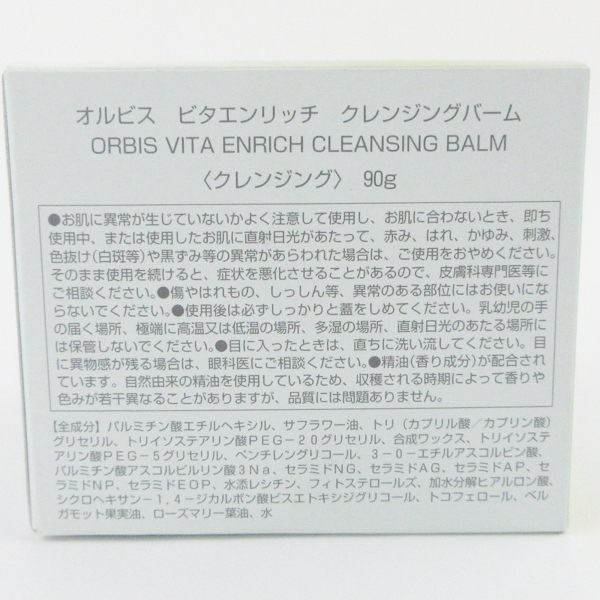 オルビス　ビタエンリッチ　クレンジングバーム
ORBIS VITA ENRICH CLEANSING BALM
〈クレンジング〉 90g
●お肌に異常が生じていないかよく注意して使用し、お肌に合わないとき、即ち
使用中、または使用したお肌に直射日光があたって、赤み、はれ、かゆみ、刺激、
色抜け(白斑等)や黒ずみ等の異常があらわれた場合は、ご使用をおやめください。
そのまま使用を続けると、症状を悪化させることがあるので、皮膚科専門医等に
ご相談ください。●傷やはれもの、しっしん等、異常のある部位にはお使いにな
らないでください。●使用後は必ずしっかりと蓋をしめてください。乳幼児の手
の届く場所、極端に高温又は低温の場所、多湿の場所、直射日光のあたる場所に
は保管しないでください。●目に入ったときは、直ちに洗い流してください。目
に異物感が残る場合は、眼科医にご相談ください。●精油(香り成分)が配合され
ています。自然由来の精油を使用しているため、収穫される時期によって香りや
色みが若干異なることがありますが、品質には問題ありません。
【全成分】パルミチン酸エチルヘキシル、サフラワー油、トリ（カプリル酸／カプリン酸）
グリセリル、トリイソステアリン酸ＰＥＧ－２０グリセリル、合成ワックス、トリイソステ
アリン酸ＰＥＧ－５グリセリル、ペンチレングリコール、３－Ｏ－エチルアスコルビン酸、
パルミチン酸アスコルビルリン酸３Ｎａ、セラミドＮＧ、セラミドＡＧ、セラミドＡＰ、セ
ラミドＮＰ、セラミドＥＯＰ、水添レシチン、フィトステロールズ、加水分解ヒアルロン酸、
シクロヘキサン－１，４－ジカルボン酸ビスエトキシジグリコール、トコフェロール、ベル
ガモット果実油、ローズマリー葉油、水